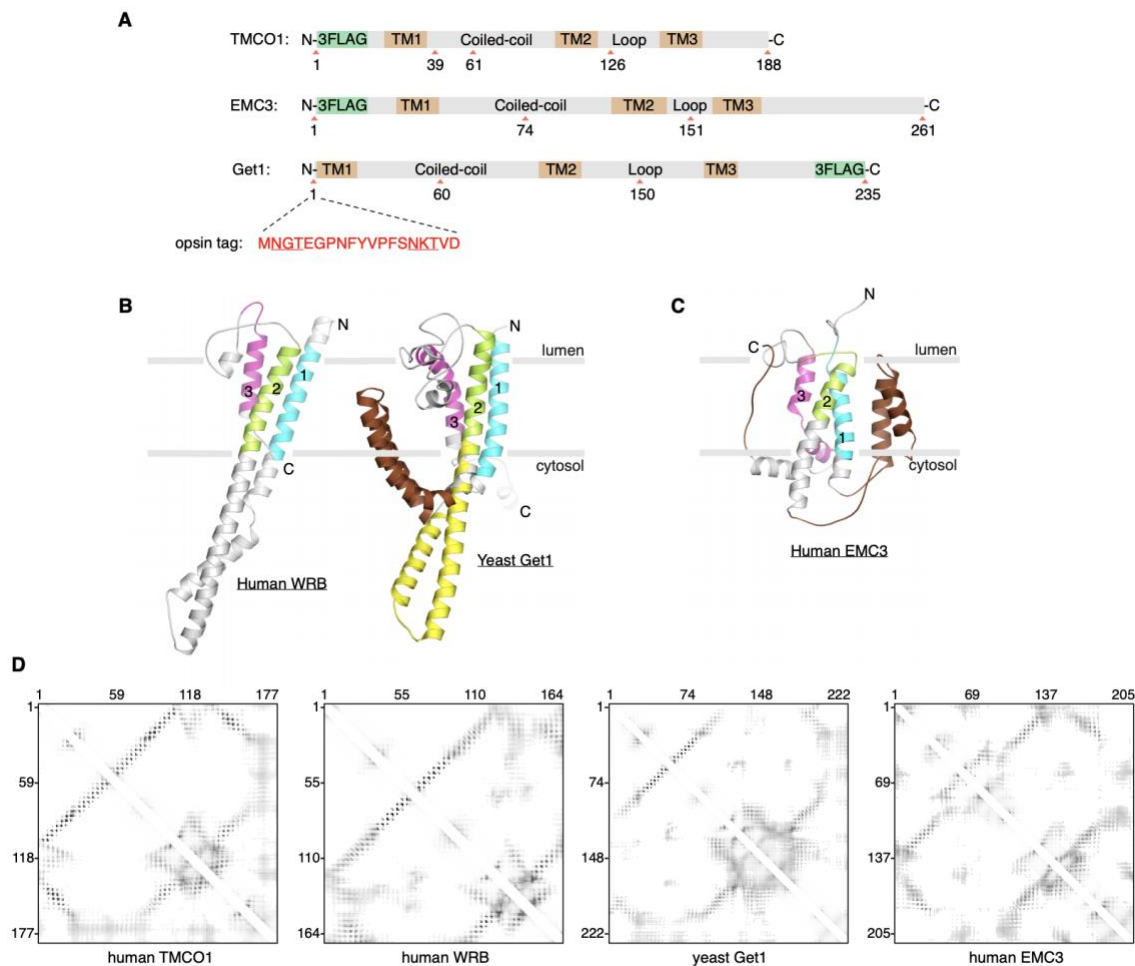 A
TMCO1: N- 3FLAG TM1 Coiled-coil TM2 Loop TM3 -C
1 39 61 126 188
EMC3: N- 3FLAG TM1 Coiled-coil TM2 Loop TM3 -C
1 74 151 261
Get1: N- TM1 Coiled-coil TM2 Loop TM3 3FLAG -C
1 60 150 235
opsin tag: MNGTEGPNFYVPFSNKTVD
B
N
N
lumen
3 2 1
3 2 1
C
cytosol
C
Human WRB
Yeast Get1
C
N
C
lumen
3 2 1
cytosol
Human EMC3
D
1 59 118 177
1
59
118
177
human TMCO1
1 55 110 164
1
55
110
164
human WRB
1 74 148 222
1
74
148
222
yeast Get1
1 69 137 205
1
69
137
205
human EMC3